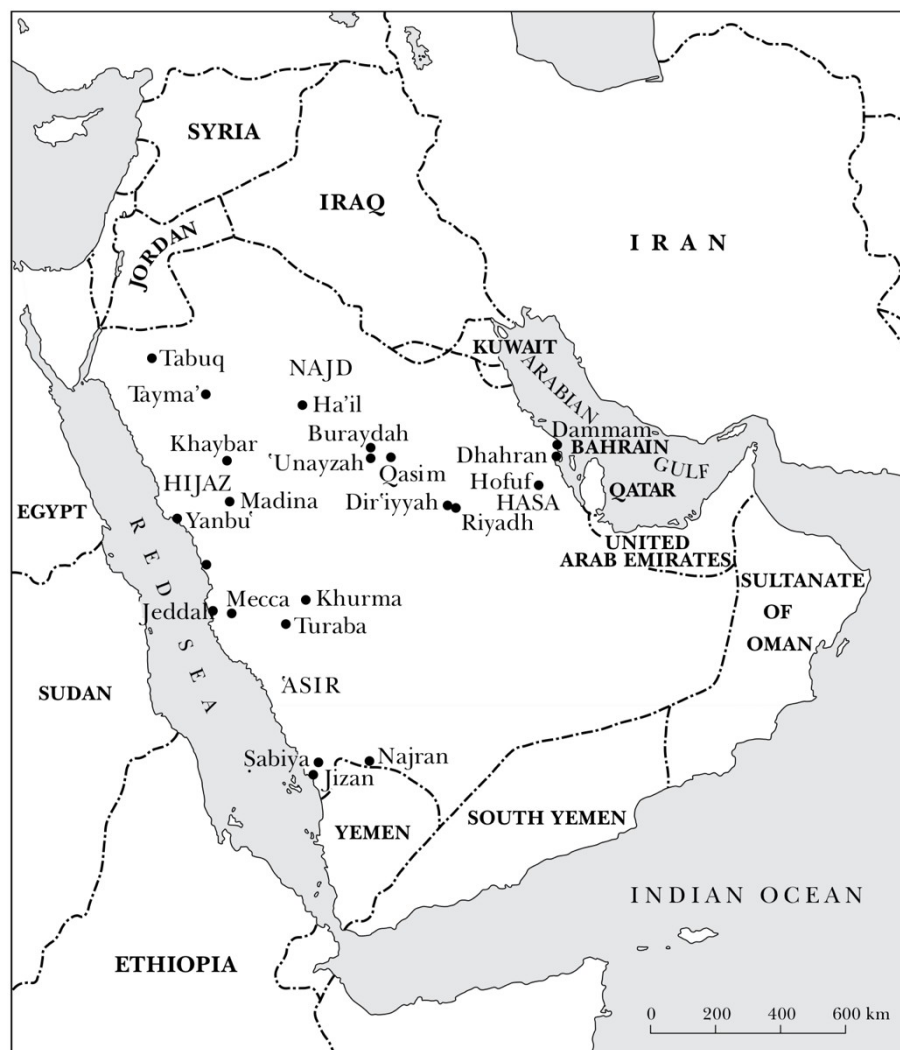 SYRIA
IRAQ
IRAN
JORDAN
KUWAIT
ARABIAN
GULF
Tabuq
NAJD
Tayma’
Ha’il
Buraydah
Khaybar
‘Unayzah
Qasim
Dammam
BAHRAIN
Dhahran
Hofuf
HASA
QATAR
HIJAZ
Madina
Dir‘iyyah
Riyadh
EGYPT
Yanbu‘
UNITED
ARAB EMIRATES
SULTANATE
OF
OMAN
RED SEA
Jeddah
Mecca
Khurma
Turaba
‘ASIR
SUDAN
Sabiya
Najran
Jizan
YEMEN
SOUTH YEMEN
INDIAN OCEAN
ETHIOPIA
0 200 400 600 km